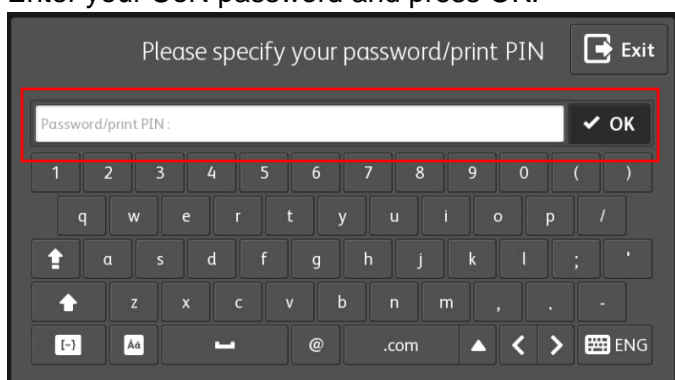 Enter your password and press OK.
Please specify your password/print PIN Exit
Password/print PIN : OK
1 2 3 4 5 6 7 8 9 0 ( )
q w e r t y u i o p /
a s d f g h j k l ; '
z x c v b n m , . -
[~} Áá @ .com ENG